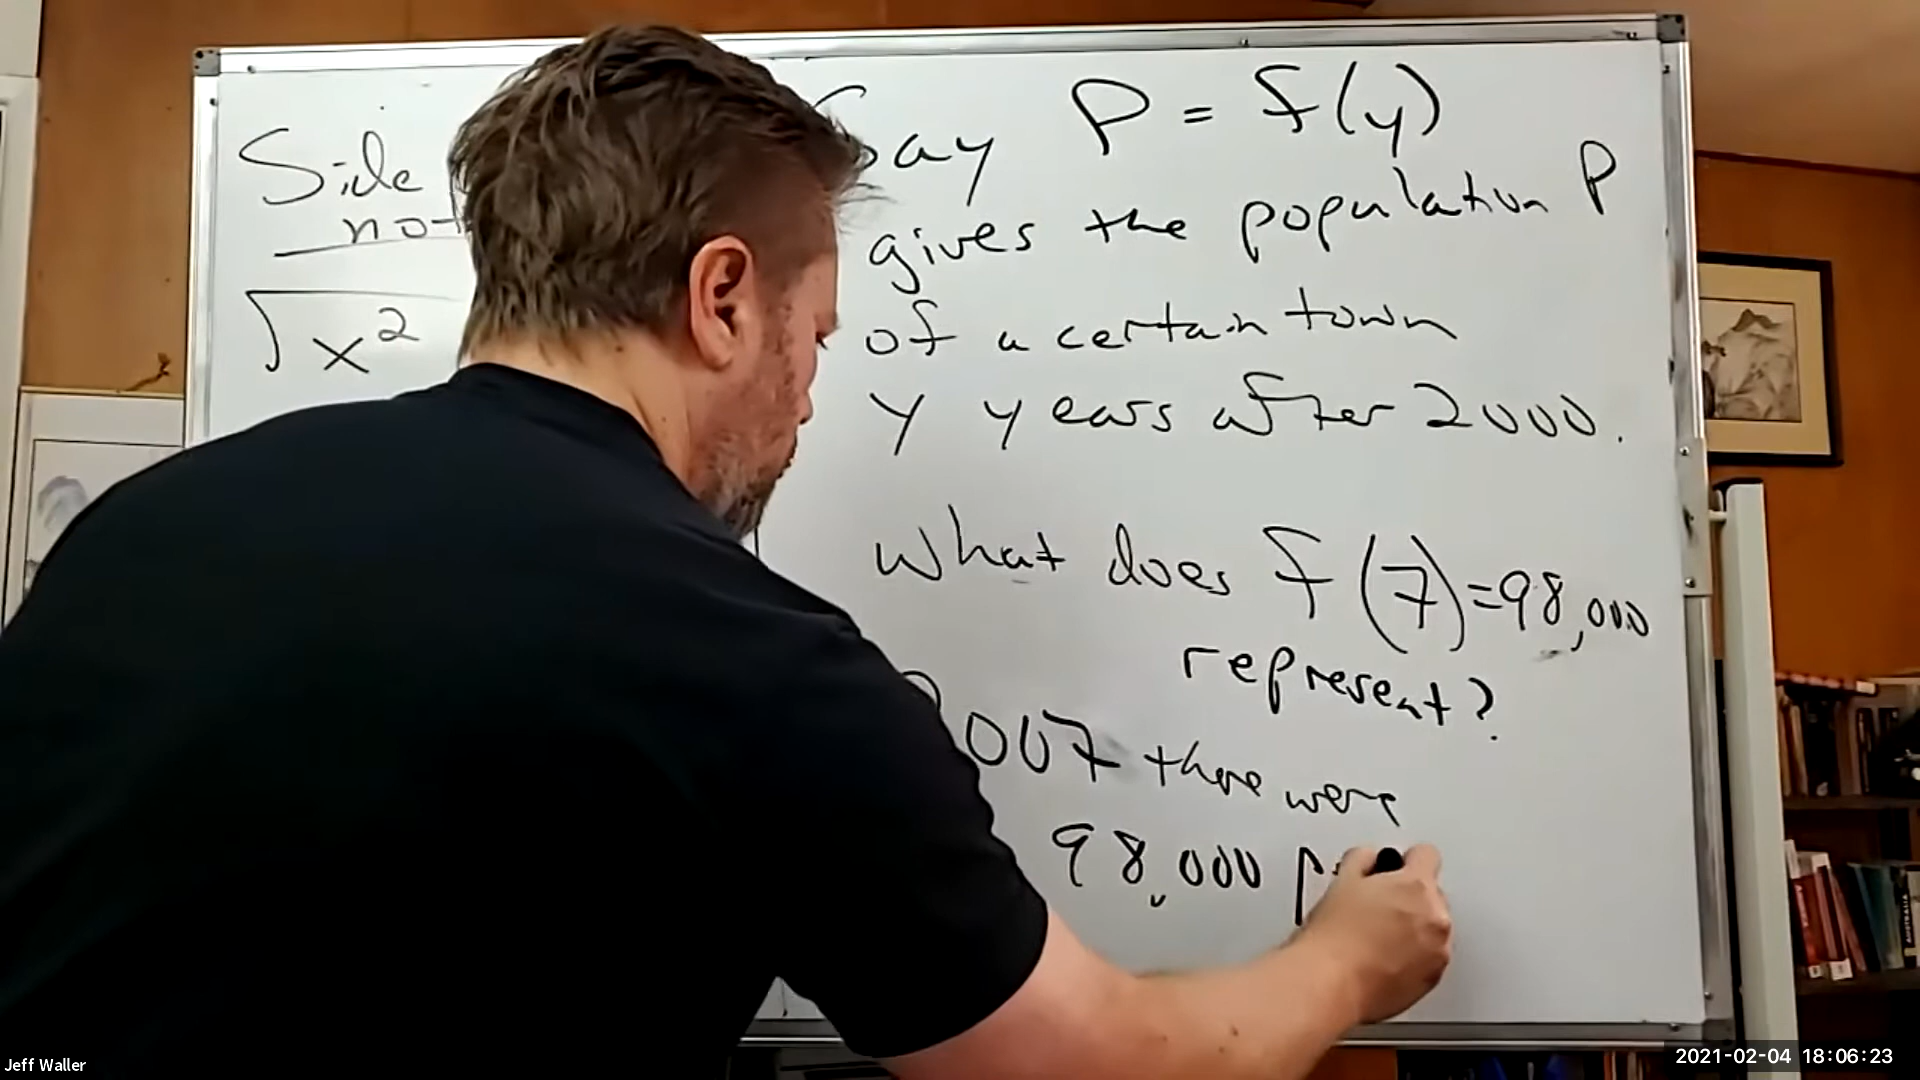 Side
not
√x²
Say P = f(y)
gives the population P
of a certain town
y years after 2000.
What does f(7)=98,000
represent?
2007 there were
98,000 p
Jeff Waller
2021-02-04 18:06:23